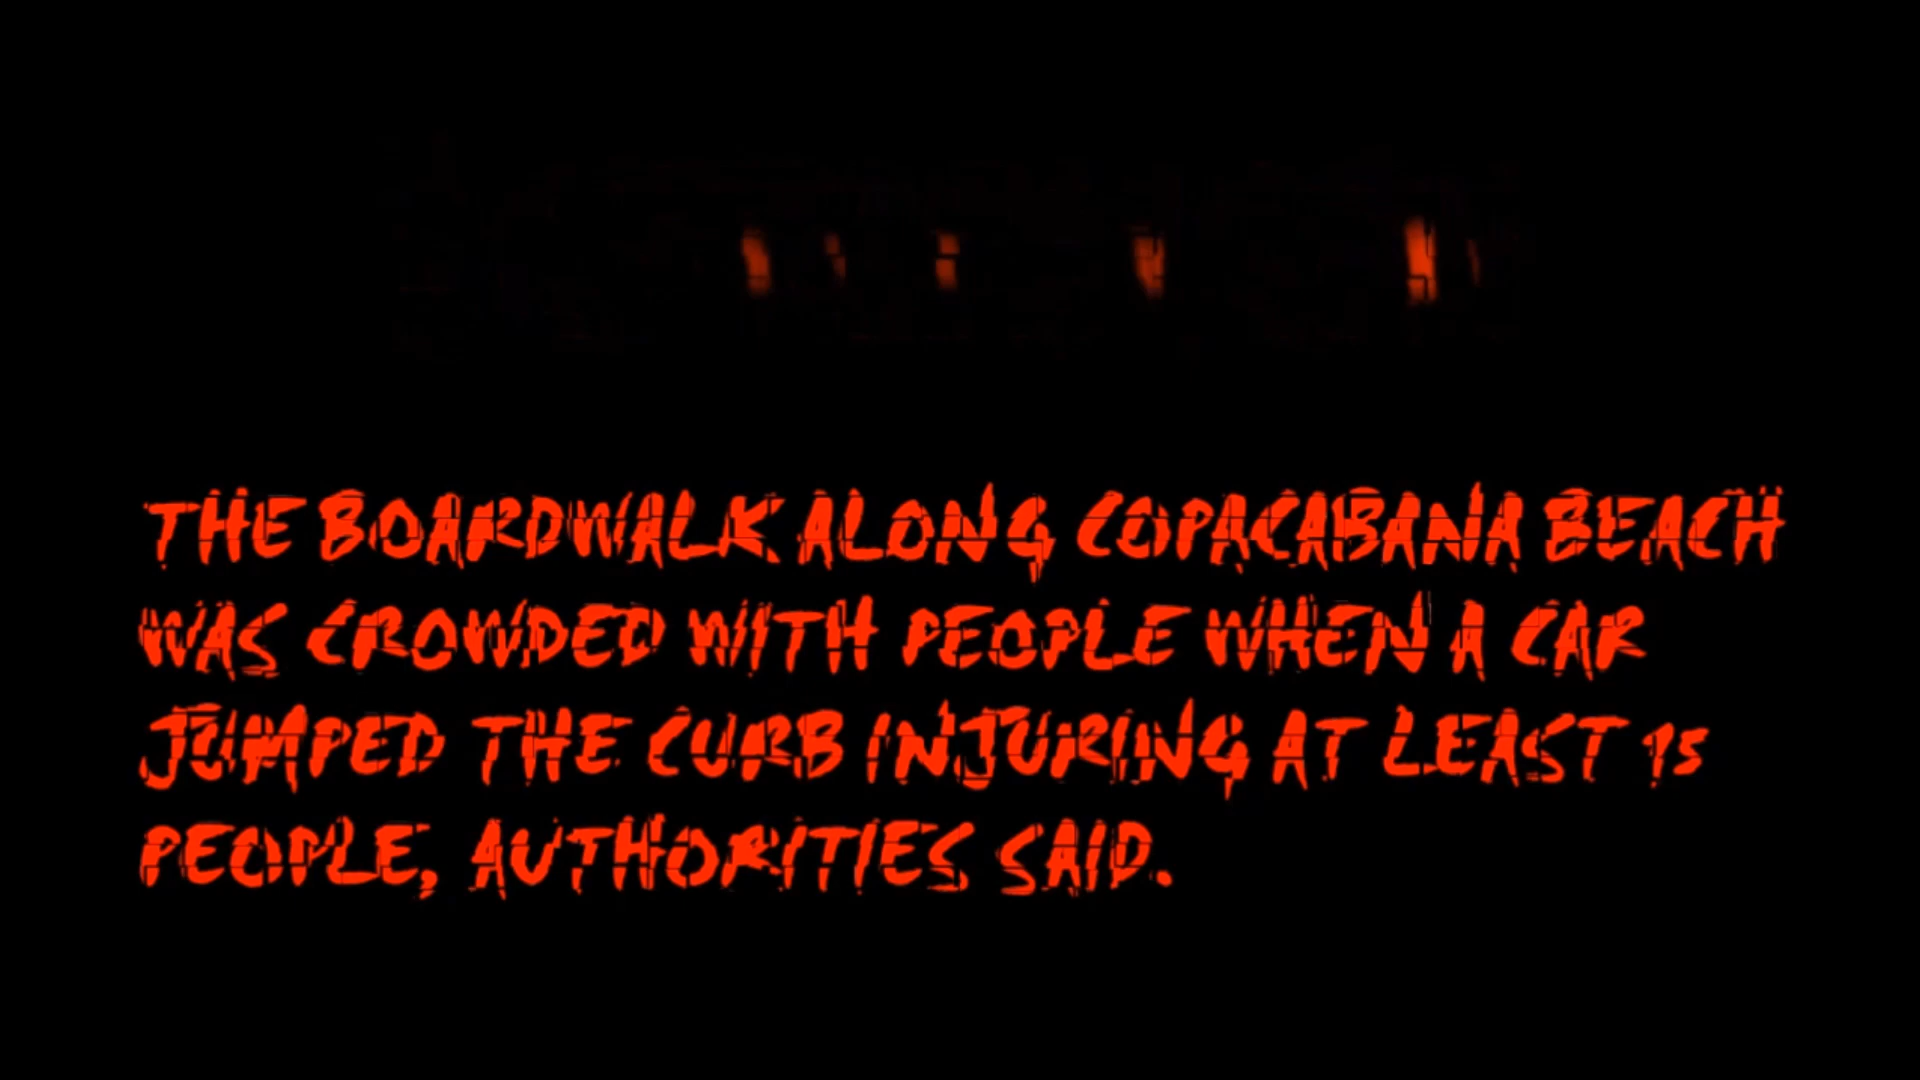 THE BOARDWALK ALONG COPACABANA BEACH
WAS CROWDED WITH PEOPLE WHEN A CAR
JUMPED THE CURB INJURING AT LEAST 15
PEOPLE, AUTHORITIES SAID.